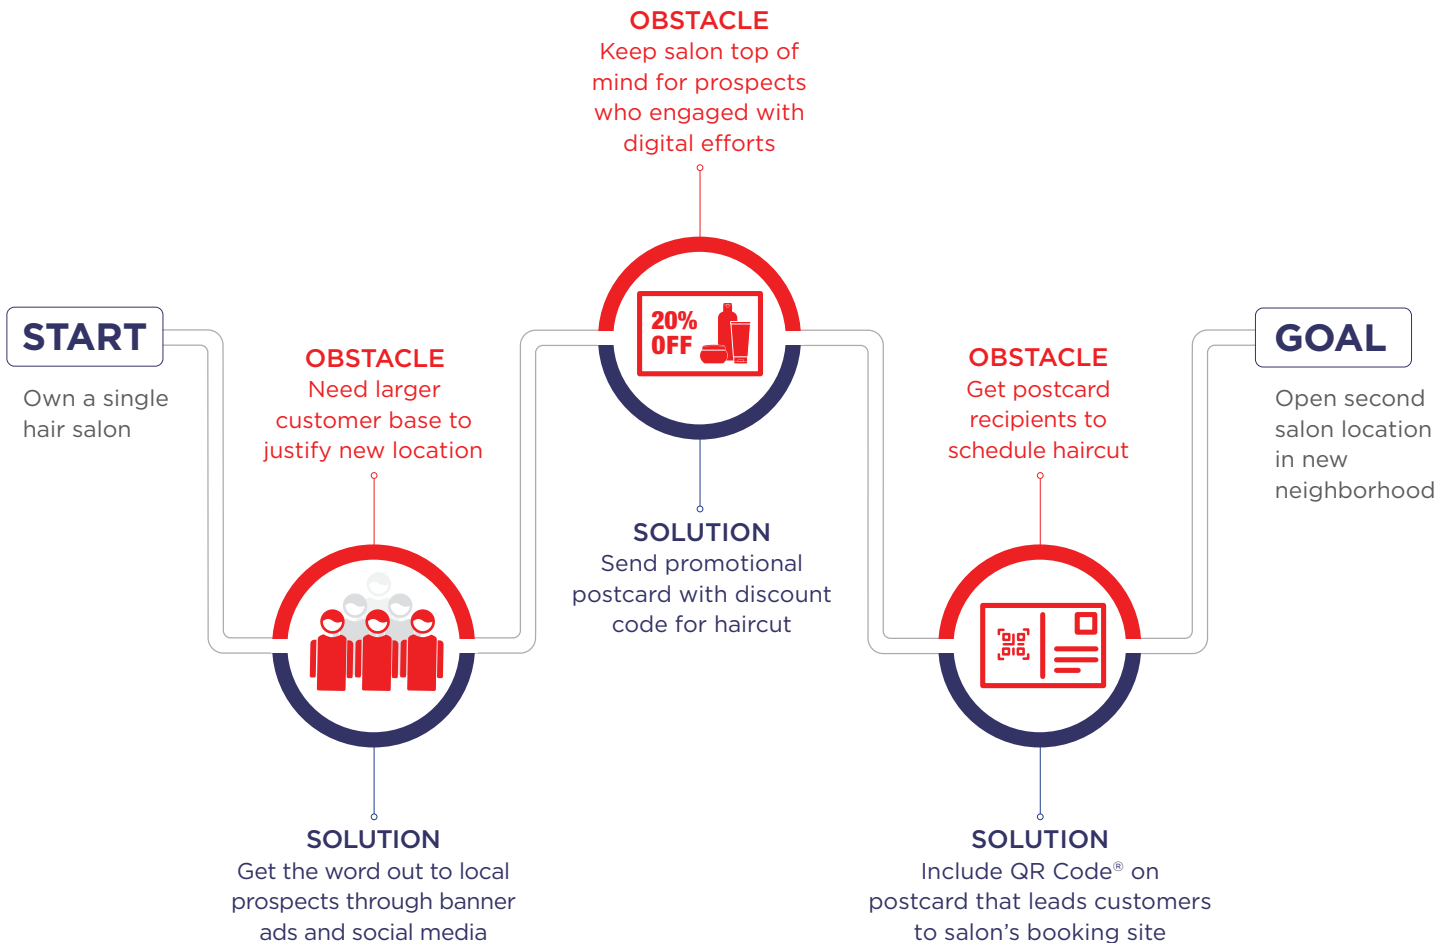 START
Own a single
hair salon
OBSTACLE
Need larger
customer base to
justify new location
SOLUTION
Get the word out to local
prospects through banner
ads and social media
OBSTACLE
Keep salon top of
mind for prospects
who engaged with
digital efforts
20%
OFF
SOLUTION
Send promotional
postcard with discount
code for haircut
OBSTACLE
Get postcard
recipients to
schedule haircut
SOLUTION
Include QR Code® on
postcard that leads customers
to salon's booking site
GOAL
Open second
salon location
in new
neighborhood